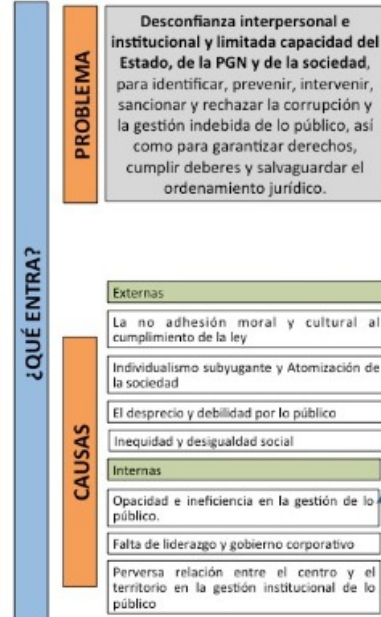 ¿QUÉ ENTRA?
PROBLEMA
Desconfianza interpersonal e
institucional y limitada capacidad del
Estado, de la PGN y de la sociedad,
para identificar, prevenir, intervenir,
sancionar y rechazar la corrupción y
la gestión indebida de lo público, así
como para garantizar derechos,
cumplir deberes y salvaguardar el
ordenamiento jurídico.
CAUSAS
Externas
La no adhesión moral y cultural al
cumplimiento de la ley
Individualismo subyugante y Atomización de
la sociedad
El desprecio y debilidad por lo público
Inequidad y desigualdad social
Internas
Opacidad e ineficiencia en la gestión de lo
público.
Falta de liderazgo y gobierno corporativo
Perversa relación entre el centro y el
territorio en la gestión institucional de lo
público